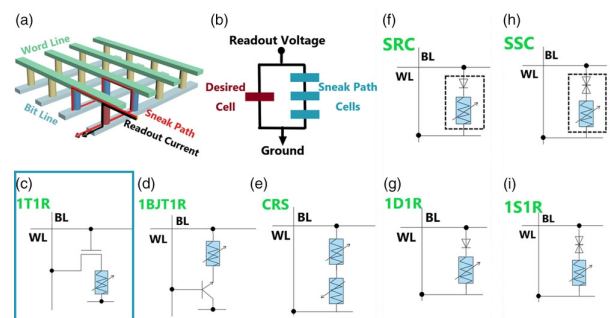 (a)
Word Line
Bit Line
Sneak Path
Readout Current
(b)
Readout Voltage
Desired
Cell
Sneak Path
Cells
Ground
(f)
SRC
BL
WL
(h)
SSC
BL
WL
(c)
1T1R
BL
WL
(d)
1BJT1R
BL
WL
(e)
CRS
BL
WL
(g)
1D1R
BL
WL
(i)
1S1R
BL
WL